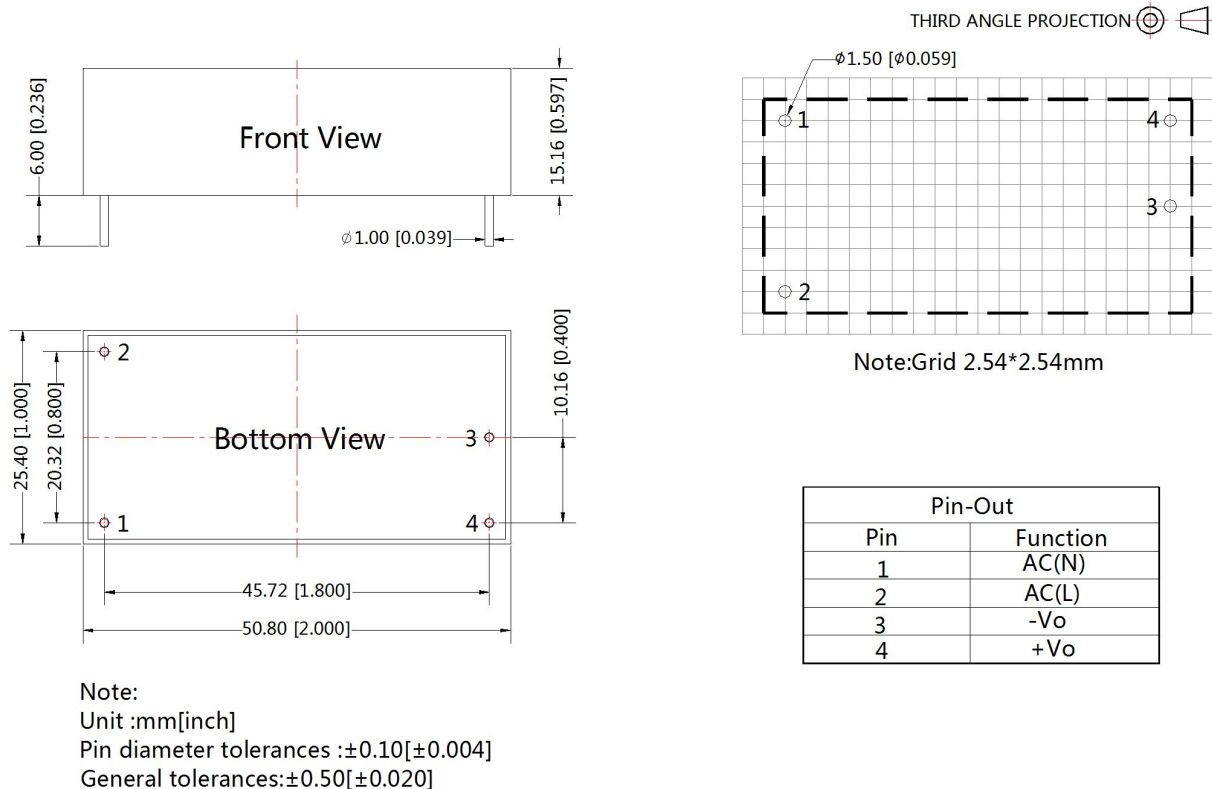 THIRD ANGLE PROJECTION
6.00 [0.236]
Front View
15.16 [0.597]
⌀1.00 [0.039]
⌀1.50 [⌀0.059]
1
4
3
2
Note:Grid 2.54*2.54mm
25.40 [1.000]
20.32 [0.800]
2
Bottom View
3
10.16 [0.400]
1
4
45.72 [1.800]
50.80 [2.000]
Pin-Out
Pin Function
1 AC(N)
2 AC(L)
3 -Vo
4 +Vo
Note:
Unit :mm[inch]
Pin diameter tolerances :±0.10[±0.004]
General tolerances:±0.50[±0.020]